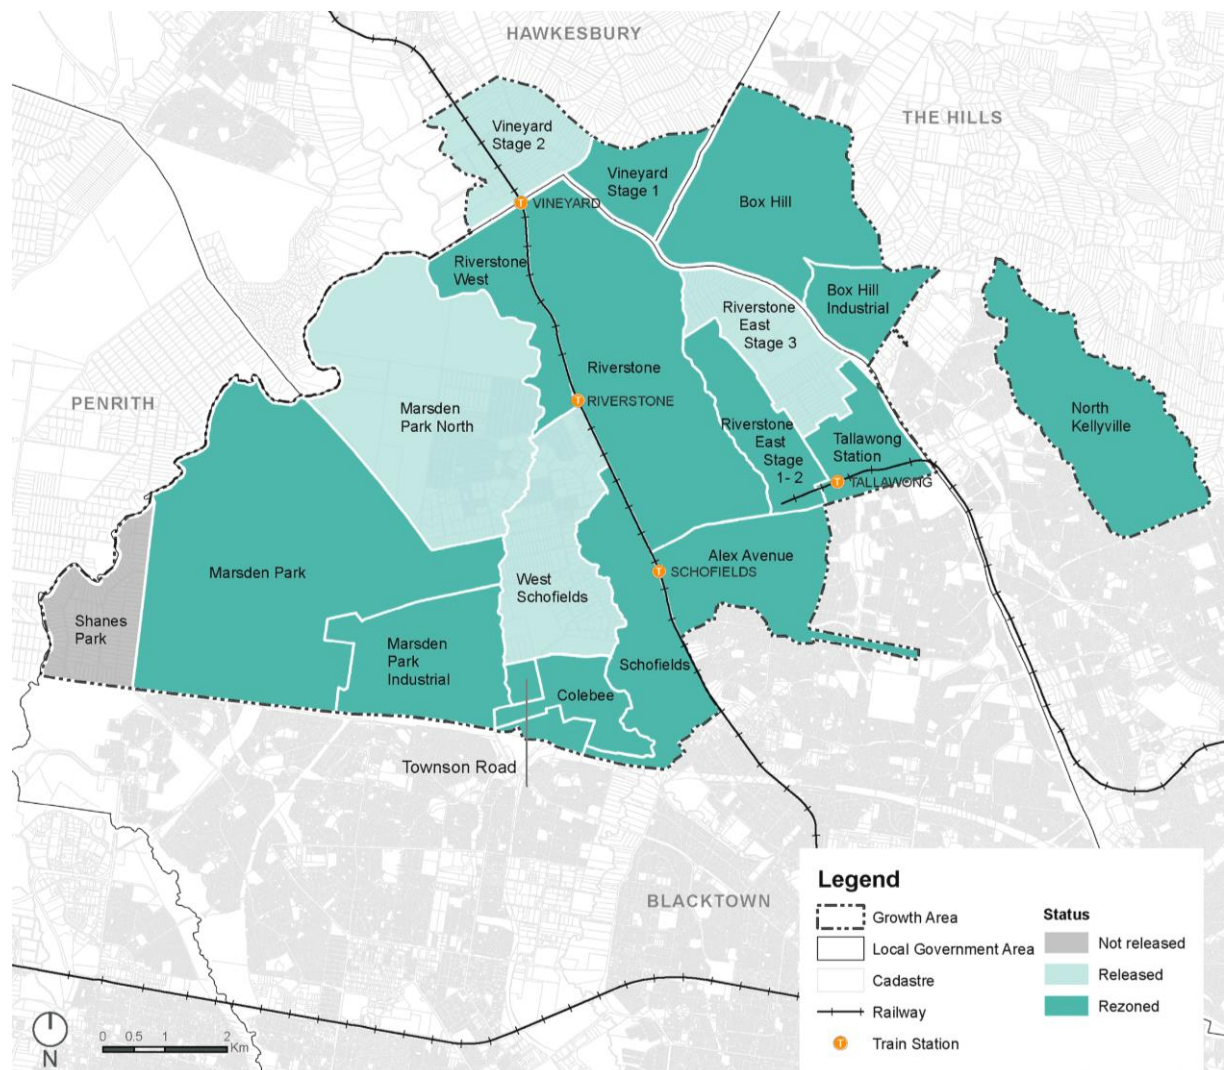 HAWKESBURY
THE HILLS
Vineyard
Stage 2
Vineyard
Stage 1
Box Hill
VINEYARD
Riverstone
West
Box Hill
Industrial
Riverstone
East
Stage 3
PENRITH
Riverstone
RIVERSTONE
Marsden
Park North
North
Kellyville
Riverstone
East
Stage
1-2
Tallawong
Station
TALLAWONG
Alex Avenue
SCHOFIELDS
Marsden Park
West
Schofields
Shanes
Park
Marsden
Park
Industrial
Schofields
Colebee
Townson Road
BLACKTOWN
Legend
Growth Area
Local Government Area
Cadastre
Railway
T Train Station
Status
Not released
Released
Rezoned
N
0 0.5 1 2
Km